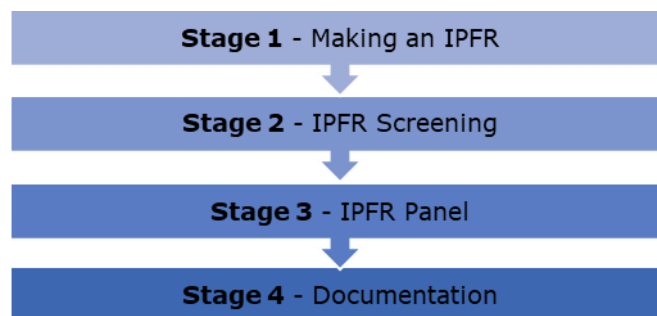 Stage 1 - Making an IPFR
Stage 2 - IPFR Screening
Stage 3 - IPFR Panel
Stage 4 - Documentation